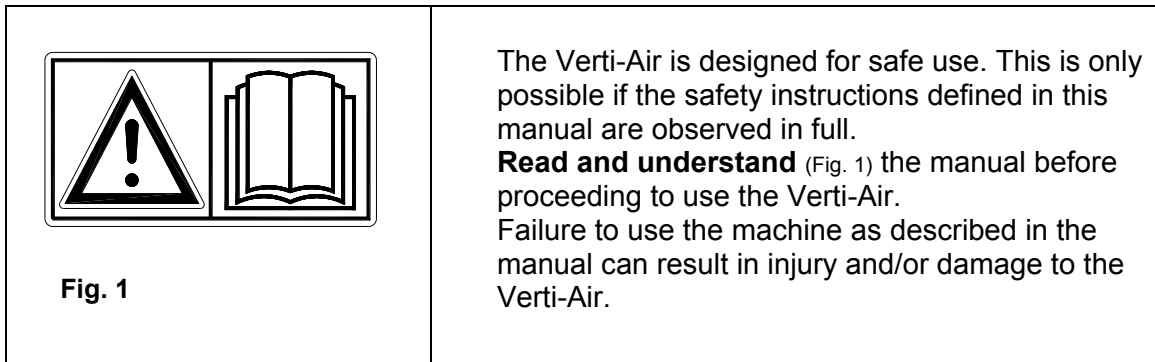 Fig. 1
The Verti-Air is designed for safe use. This is only
possible if the safety instructions defined in this
manual are observed in full.
Read and understand (Fig. 1) the manual before
proceeding to use the Verti-Air.
Failure to use the machine as described in the
manual can result in injury and/or damage to the
Verti-Air.